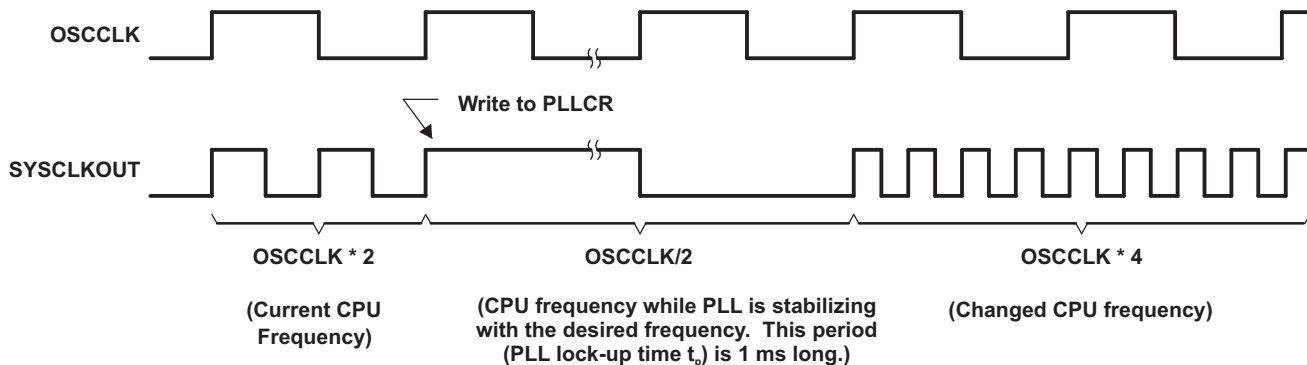 OSCCLK
Write to PLLCR
SYSCLKOUT
OSCCLK * 2
OSCCLK/2
OSCCLK * 4
(Current CPU
Frequency)
(CPU frequency while PLL is stabilizing
with the desired frequency. This period
(PLL lock-up time tp) is 1 ms long.)
(Changed CPU frequency)